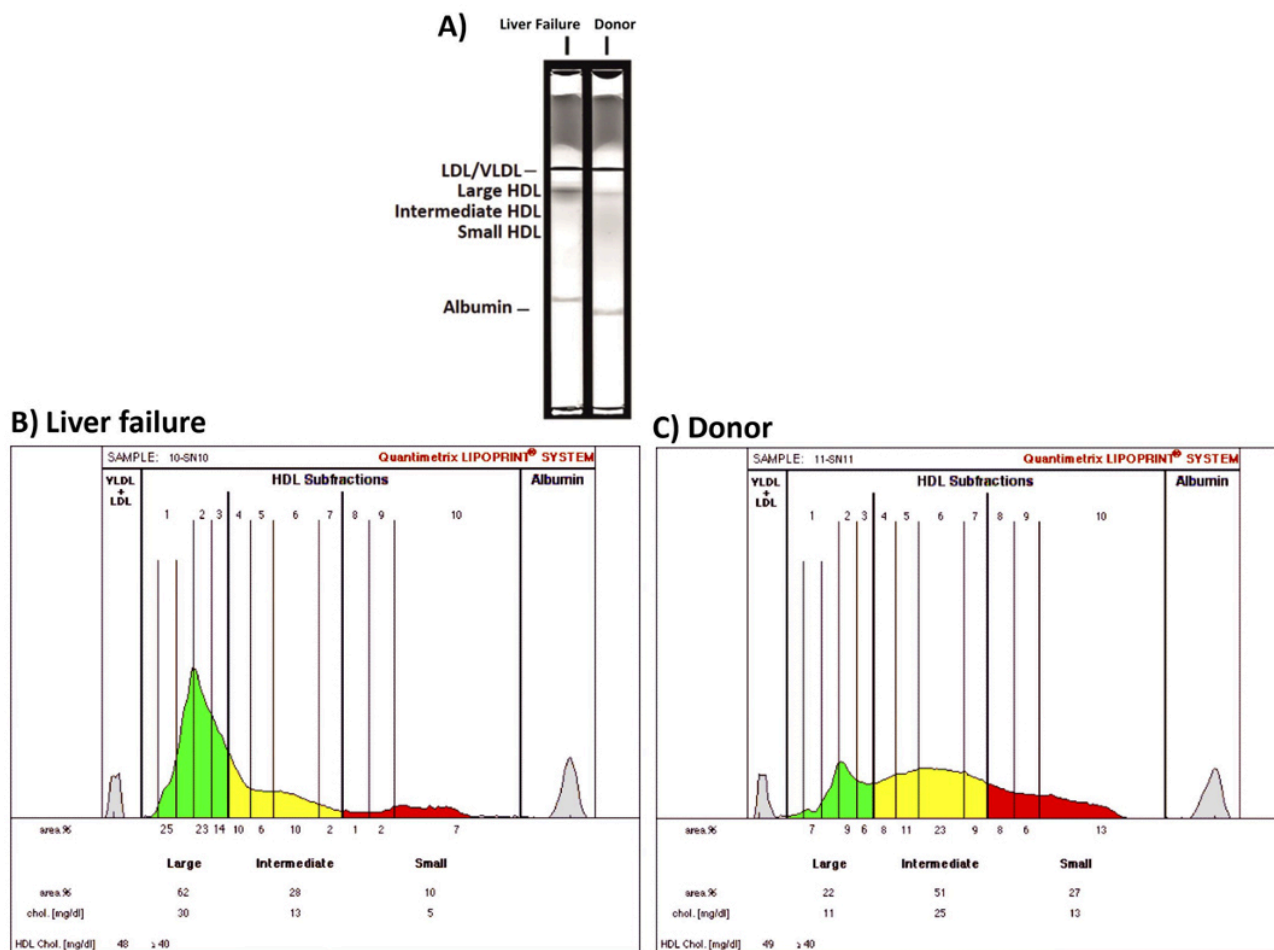 A)
Liver Failure Donor
LDL/VLDL
Large HDL
Intermediate HDL
Small HDL
Albumin
B) Liver failure
SAMPLE: 10-SN10 Quantimetrix LIPOPRINT® SYSTEM
VLDL + LDL HDL Subfractions Albumin
1 2 3 4 5 6 7 8 9 10
area % 25 23 14 10 6 10 2 1 2 7
Large Intermediate Small
area % 62 28 10
chol. [mg/dl] 30 13 5
HDL Chol. [mg/dl] 48 ≥ 40
C) Donor
SAMPLE: 11-SN11 Quantimetrix LIPOPRINT® SYSTEM
VLDL + LDL HDL Subfractions Albumin
1 2 3 4 5 6 7 8 9 10
area % 7 9 6 8 11 23 9 8 6 13
Large Intermediate Small
area % 22 51 27
chol. [mg/dl] 11 25 13
HDL Chol. [mg/dl] 49 ≥ 40